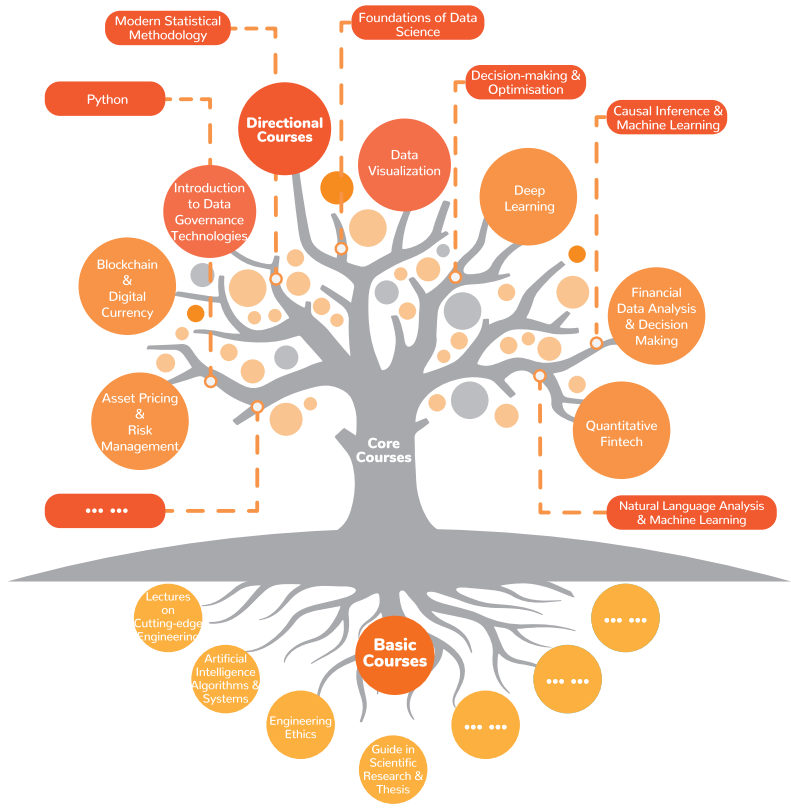 Modern Statistical
Methodology
Foundations of Data
Science
Decision-making &
Optimisation
Python
Causal Inference &
Machine Learning
Directional
Courses
Data
Visualization
Deep
Learning
Introduction
to Data
Governance
Technologies
Blockchain
&
Digital
Currency
Financial
Data Analysis
& Decision
Making
Asset Pricing
&
Risk
Management
Quantitative
Fintech
Core
Courses
... ...
Natural Language Analysis
& Machine Learning
Lectures
on
Cutting-edge
Engineering
... ...
Basic
Courses
Artificial
Intelligence
Algorithms &
Systems
... ...
Engineering
Ethics
... ...
Guide in
Scientific
Research &
Thesis